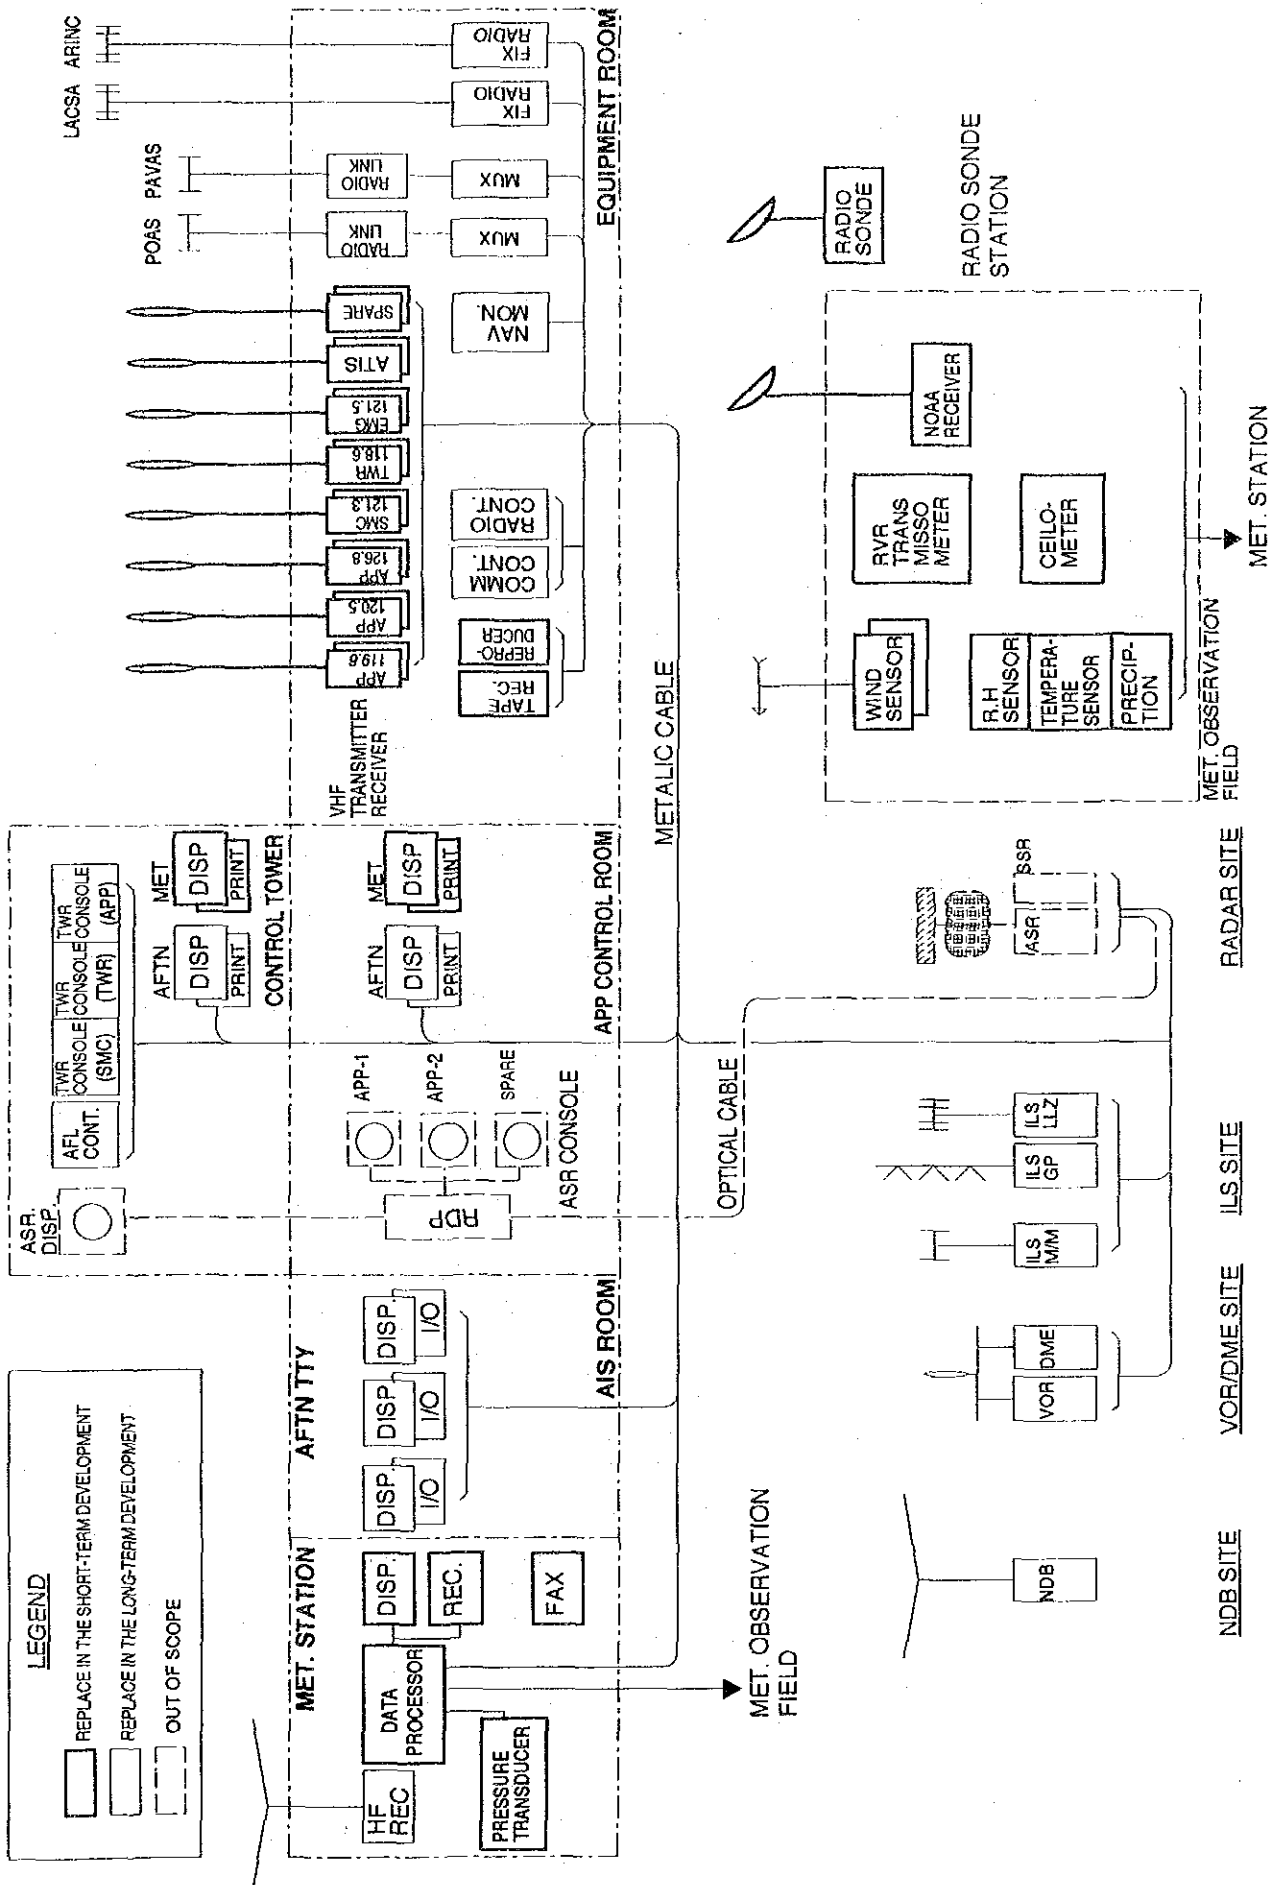 LEGEND
REPLACE IN THE SHORT-TERM DEVELOPMENT
REPLACE IN THE LONG-TERM DEVELOPMENT
OUT OF SCOPE
ASR.
DISP
AFL
CONT.
TWR
CONSOLE
(SMC)
TWR
CONSOLE
(TWR)
TWR
CONSOLE
(APP)
AFTN
DISP
PRINT
MET
DISP
PRINT
CONTROL TOWER
POAS
PAVAS
LACSA
ARINC
MET. STATION
HF
REC
DATA
PROCESSOR
DISP.
REC.
FAX
PRESSURE
TRANSDUCER
AFTN TTY
DISP.
I/O
DISP.
I/O
DISP.
I/O
AIS ROOM
RDP
APP-1
APP-2
SPARE
ASR CONSOLE
AFTN
DISP
PRINT
MET
DISP
PRINT
APP CONTROL ROOM
VHF
TRANSMITTER
RECEIVER
APP
119.6
APP
120.5
APP
126.8
SMC
121.3
TWR
118.6
EMG
121.5
ATIS
SPARE
RADIO
LINK
RADIO
LINK
TAPE
REC.
REPRO-
DUCER
COMM
CONT.
RADIO
CONT.
NAV
MON.
MUX
MUX
FIX
RADIO
FIX
RADIO
EQUIPMENT ROOM
METALIC CABLE
OPTICAL CABLE
MET. OBSERVATION
FIELD
NDB
NDB SITE
VOR
DME
VOR/DME SITE
ILS
M/M
ILS
GP
ILS
LLZ
ILS SITE
ASR
SSR
RADAR SITE
WIND
SENSOR
RVR
TRANS
MISSO
METER
NOAA
RECEIVER
R.H
SENSOR
TEMPERA-
TURE
SENSOR
PRECIP-
ITION
CEILO-
METER
MET. OBSERVATION
FIELD
MET. STATION
RADIO
SONDE
RADIO SONDE
STATION